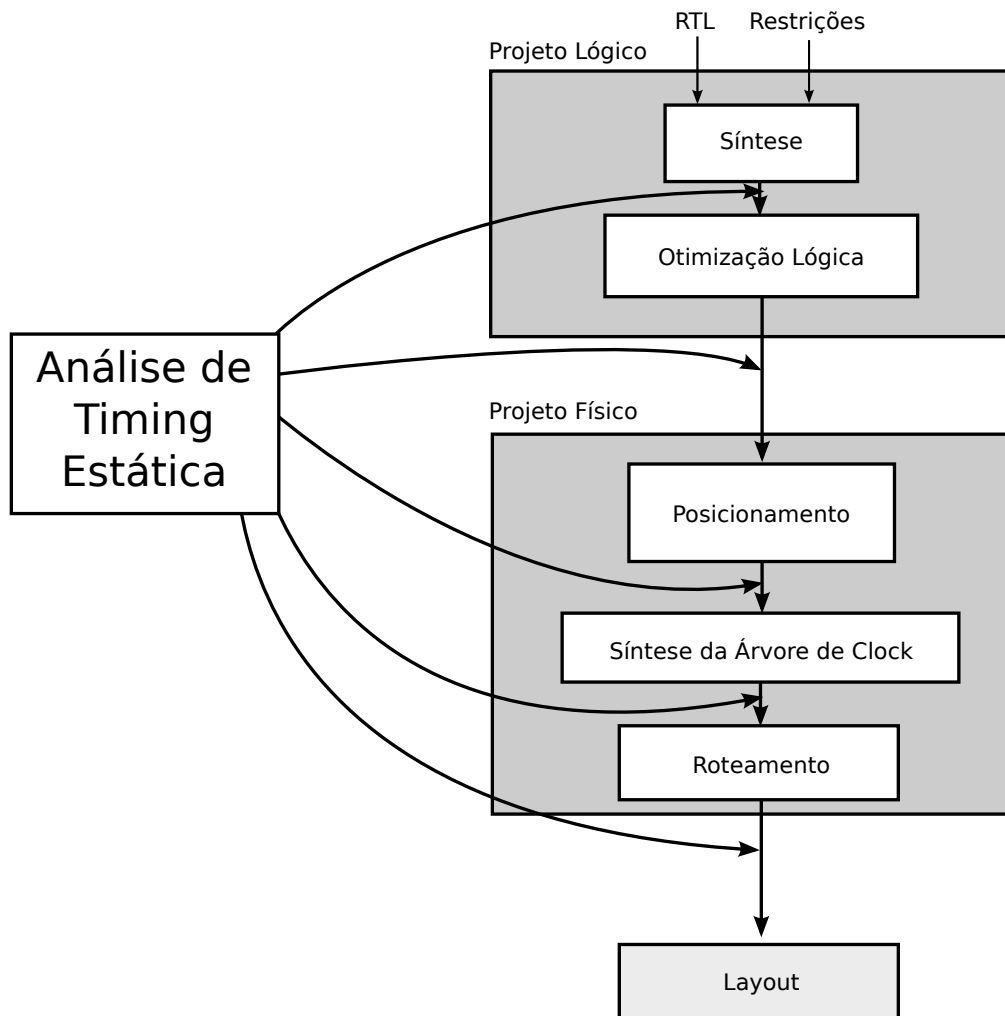 RTL
Restrições
Projeto Lógico
Síntese
Otimização Lógica
Análise de
Timing
Estática
Projeto Físico
Posicionamento
Síntese da Árvore de Clock
Roteamento
Layout